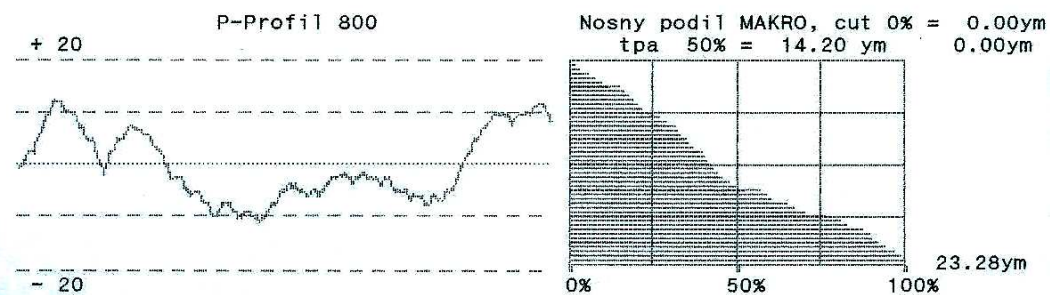 P-Profil 800
+ 20
- 20
Nosny podil MAKRO, cut 0% = 0.00ym
tpa 50% = 14.20 ym 0.00ym
23.28ym
0% 50% 100%